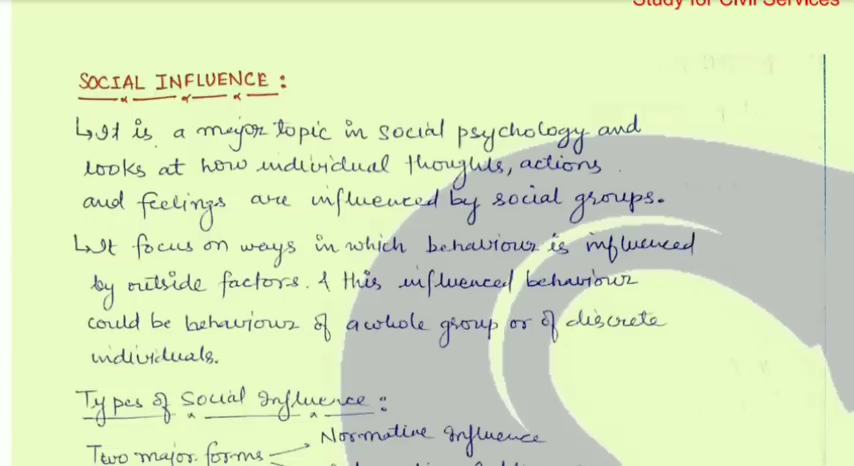 Study for Civil Services
SOCIAL INFLUENCE :
↳ It is a major topic in social psychology and
looks at how individual thoughts, actions
and feelings are influenced by social groups.
↳ It focus on ways in which behaviour is influenced
by outside factors. & this influenced behaviour
could be behaviour of a whole group or of discrete
individuals.
Types of Social Influence :
Two major forms
Normative Influence